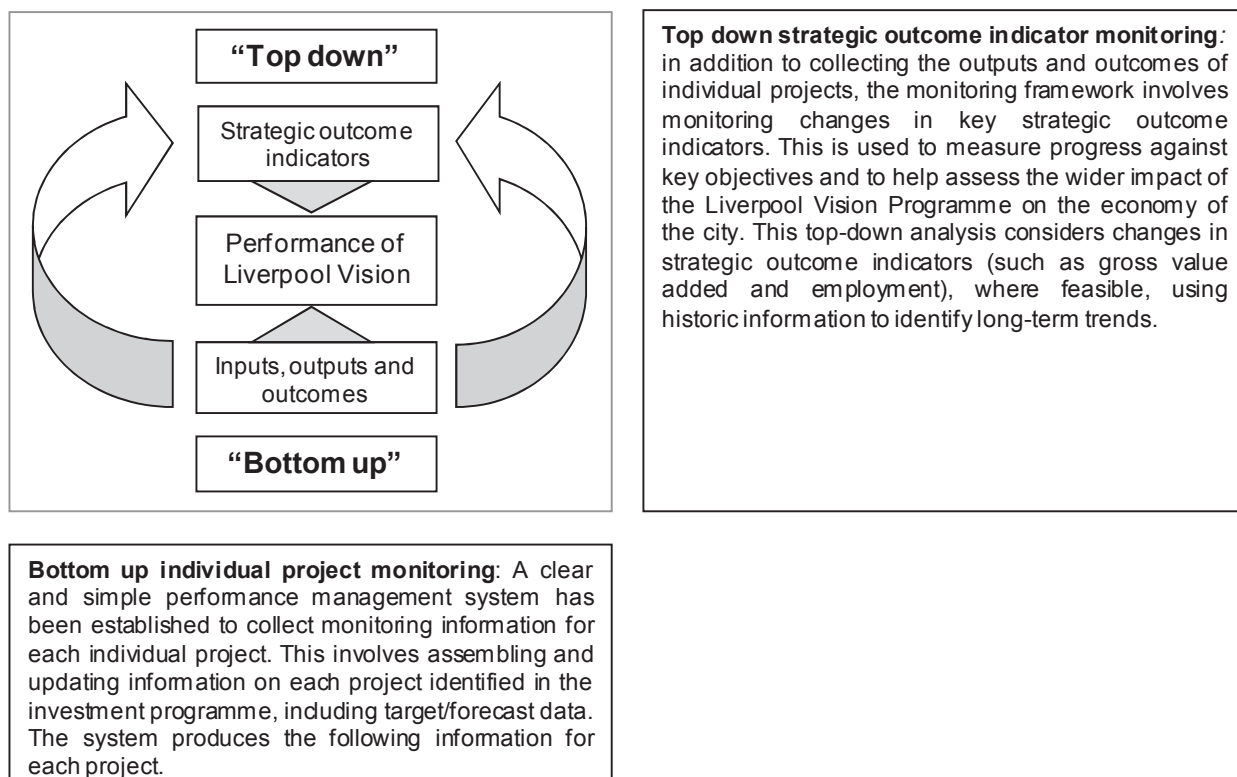 “Top down”
Strategic outcome
indicators
Performance of
Liverpool Vision
Inputs, outputs and
outcomes
“Bottom up”
Top down strategic outcome indicator monitoring:
in addition to collecting the outputs and outcomes of
individual projects, the monitoring framework involves
monitoring changes in key strategic outcome
indicators. This is used to measure progress against
key objectives and to help assess the wider impact of
the Liverpool Vision Programme on the economy of
the city. This top-down analysis considers changes in
strategic outcome indicators (such as gross value
added and employment), where feasible, using
historic information to identify long-term trends.
Bottom up individual project monitoring: A clear
and simple performance management system has
been established to collect monitoring information for
each individual project. This involves assembling and
updating information on each project identified in the
investment programme, including target/forecast data.
The system produces the following information for
each project.